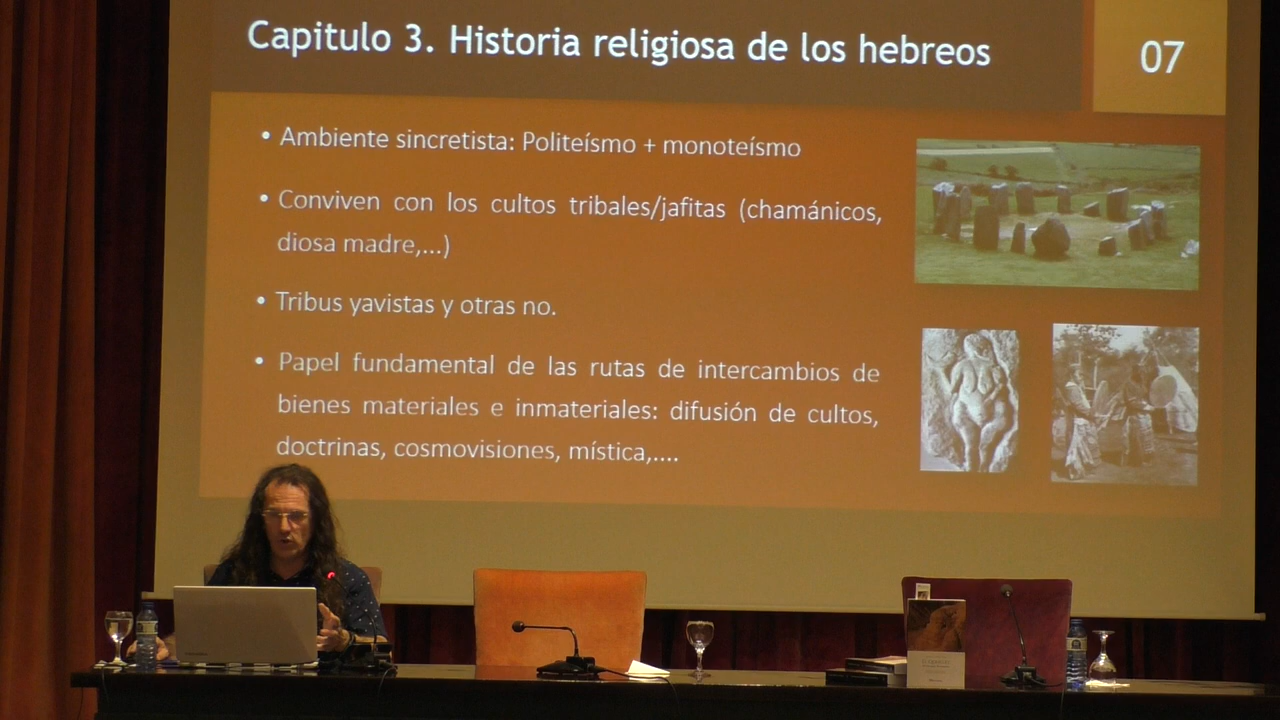 Capitulo 3. Historia religiosa de los hebreos
07
• Ambiente sincretista: Politeísmo + monoteísmo
• Conviven con los cultos tribales/jafitas (chamánicos,
diosa madre,...)
• Tribus yavistas y otras no.
• Papel fundamental de las rutas de intercambios de
bienes materiales e inmateriales: difusión de cultos,
doctrinas, cosmovisiones, mística,....